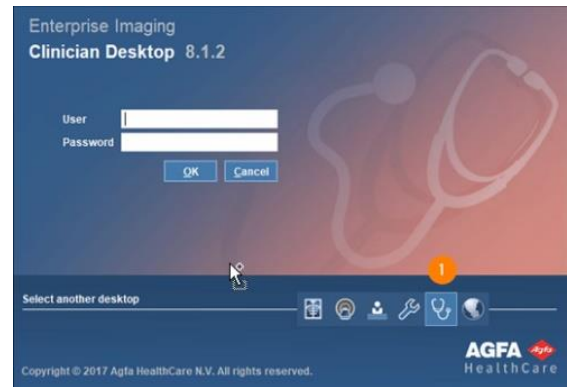 Enterprise Imaging
Clinician Desktop 8.1.2
User
Password
OK Cancel
1
Select another desktop
AGFA Agfa
HealthCare
Copyright © 2017 Agfa HealthCare N.V. All rights reserved.